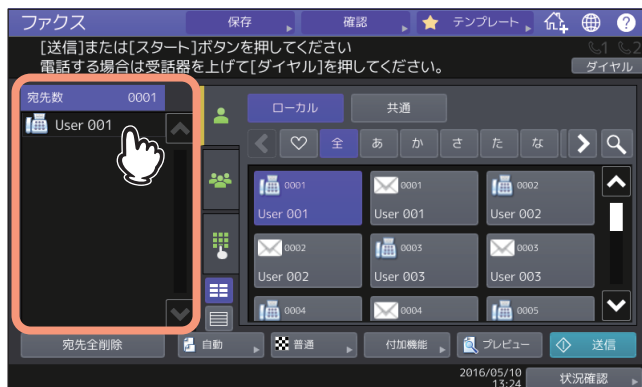 ファクス
保存
確認
テンプレート
?
[送信]または[スタート]ボタンを押してください
電話する場合は受話器を上げて[ダイヤル]を押してください。
1 2
ダイヤル
宛先数 0001
User 001
ローカル 共通
全 あ か さ た な
0001
User 001
0001
User 001
0002
User 002
0002
User 002
0003
User 003
0003
User 003
0004
0004
0005
宛先全削除
自動
普通
付加機能
プレビュー
送信
2016/05/10
13:24
状況確認